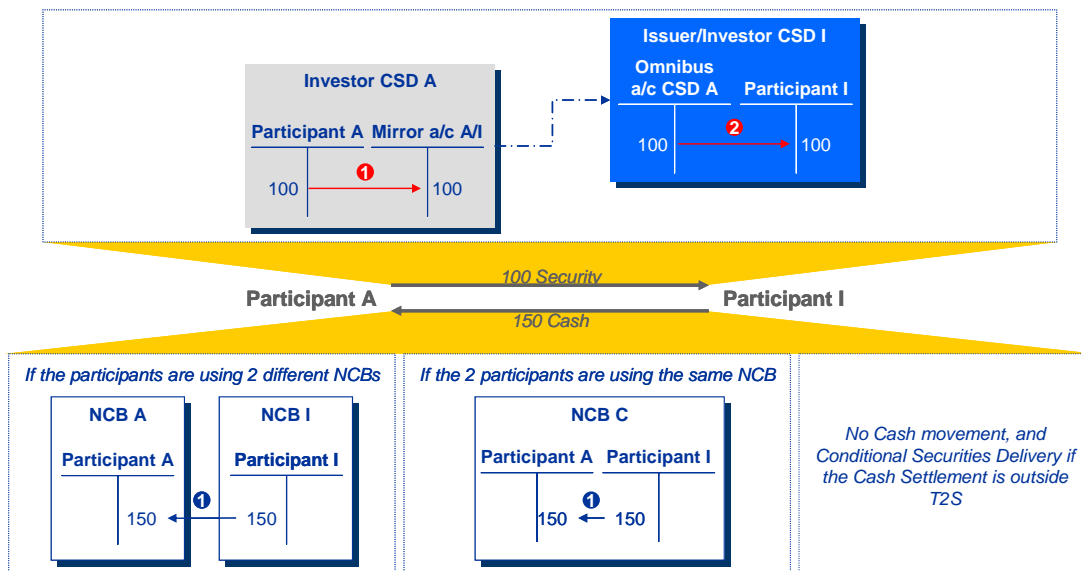 Issuer/Investor CSD I
Omnibus
a/c CSD A
Participant I
100
2
100
Investor CSD A
Participant A
Mirror a/c A/I
1
100
100
100 Security
Participant A
Participant I
150 Cash
If the participants are using 2 different NCBs
NCB A
NCB I
Participant A
Participant I
1
150
150
If the 2 participants are using the same NCB
NCB C
Participant A
Participant I
1
150
150
No Cash movement, and
Conditional Securities Delivery if
the Cash Settlement is outside
T2S